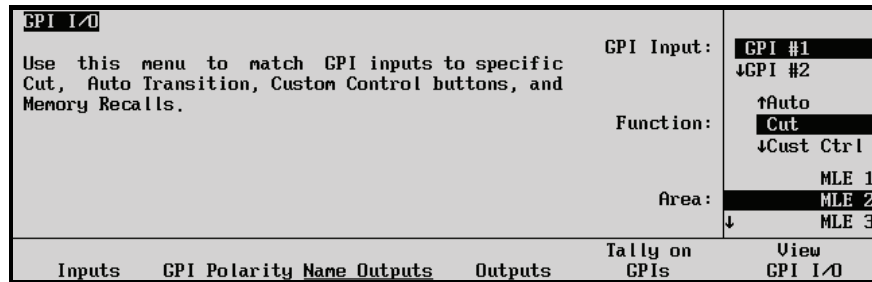 GPI I/O
Use this menu to match GPI inputs to specific
Cut, Auto Transition, Custom Control buttons, and
Memory Recalls.
GPI Input:
GPI #1
↓GPI #2
Function:
↑Auto
Cut
↓Cust Ctrl
Area:
MLE 1
MLE 2
↓ MLE 3
Inputs
GPI Polarity
Name Outputs
Outputs
Tally on
GPIs
View
GPI I/O